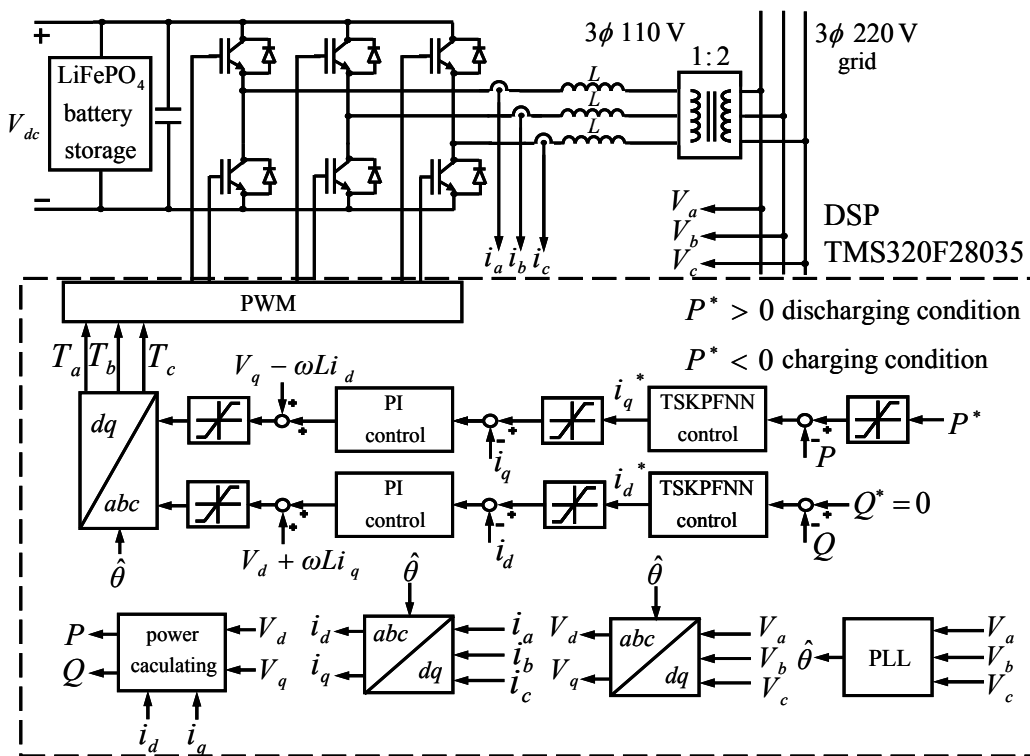 +
LiFePO4
battery
storage
Vdc
−
3ϕ 110 V
1:2
3ϕ 220 V
grid
L
L
L
ia ib ic
Va
Vb
Vc
DSP
TMS320F28035
PWM
P* > 0 discharging condition
P* < 0 charging condition
Ta Tb Tc
Vq − ωLid
dq
abc
PI
control
iq*
TSKPFNN
control
P*
+ + − + − +
iq
P
PI
control
id*
TSKPFNN
control
Q* = 0
+ + − + − +
θ̂
Vd + ωLiq
id
Q
P
Q
power
caculating
Vd
Vq
id iq
θ̂
id
iq
abc
dq
ia
ib
ic
θ̂
Vd
Vq
abc
dq
Va
Vb
Vc
θ̂
PLL
Va
Vb
Vc